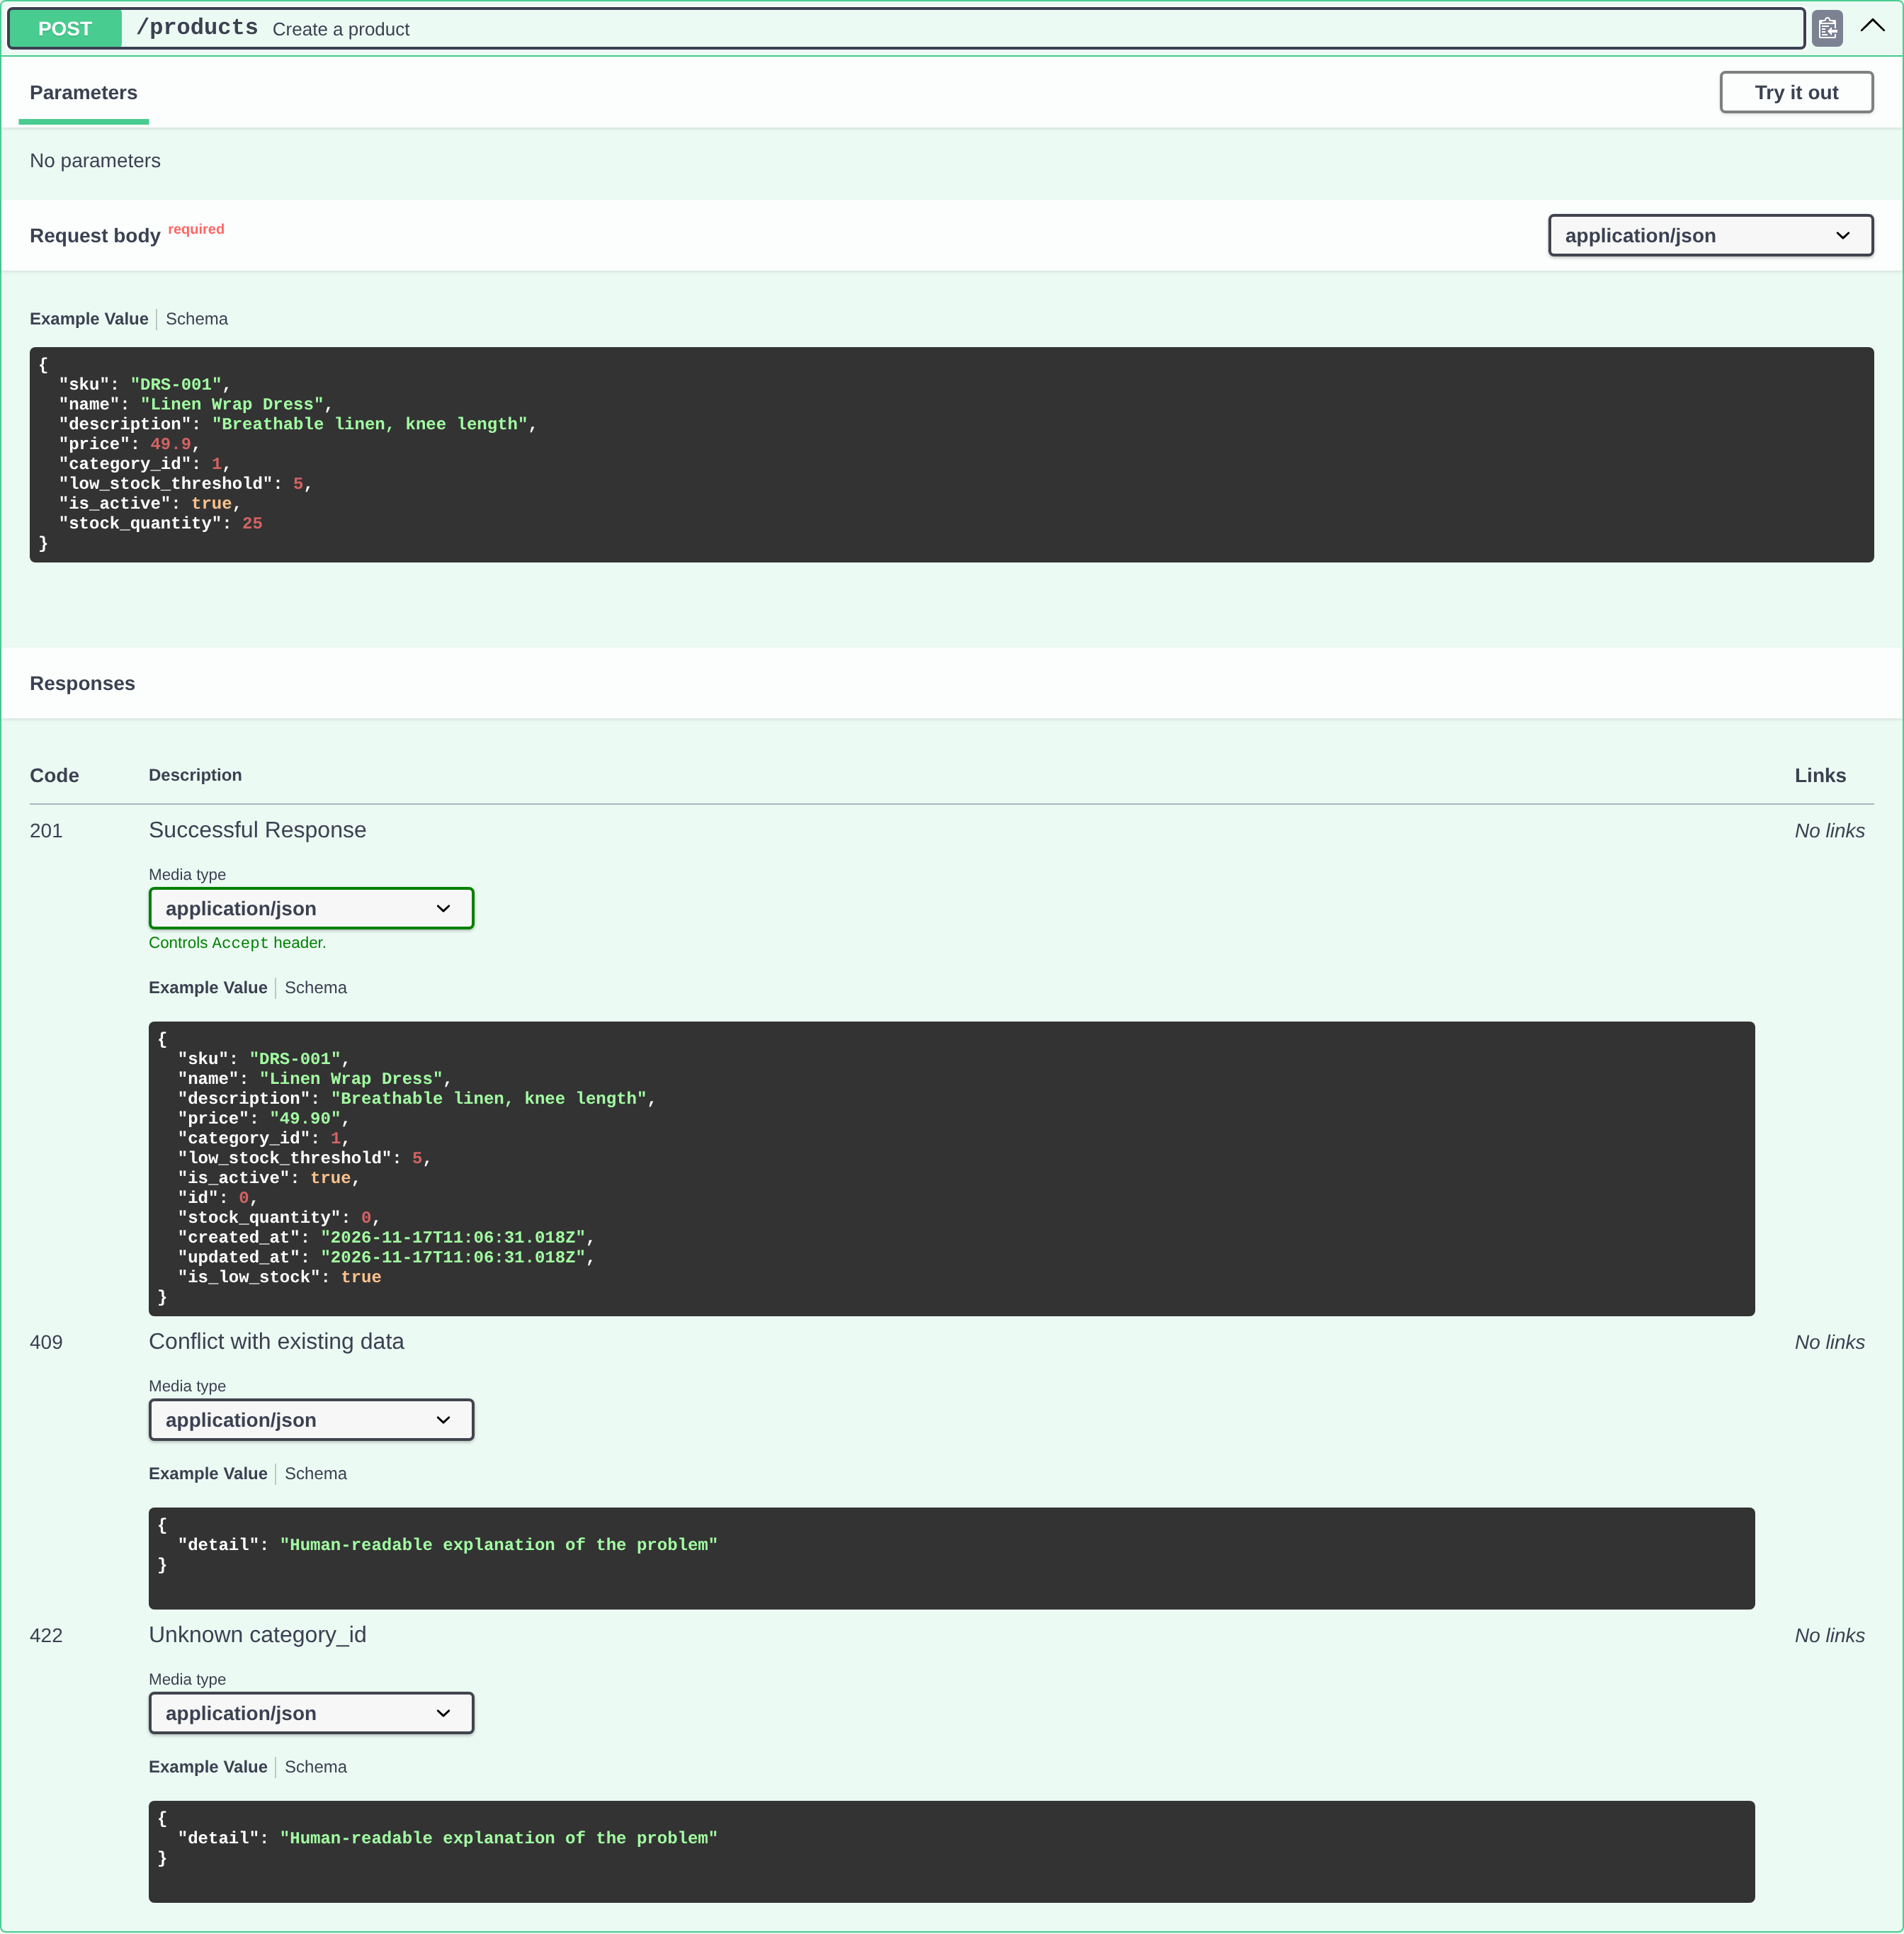 POST /products Create a product
Parameters
Try it out
No parameters
Request body required
application/json
Example Value Schema
{
  "sku": "DRS-001",
  "name": "Linen Wrap Dress",
  "description": "Breathable linen, knee length",
  "price": 49.9,
  "category_id": 1,
  "low_stock_threshold": 5,
  "is_active": true,
  "stock_quantity": 25
}
Responses
Code Description Links
201 Successful Response No links
Media type
application/json
Controls Accept header.
Example Value Schema
{
  "sku": "DRS-001",
  "name": "Linen Wrap Dress",
  "description": "Breathable linen, knee length",
  "price": "49.90",
  "category_id": 1,
  "low_stock_threshold": 5,
  "is_active": true,
  "id": 0,
  "stock_quantity": 0,
  "created_at": "2026-11-17T11:06:31.018Z",
  "updated_at": "2026-11-17T11:06:31.018Z",
  "is_low_stock": true
}
409 Conflict with existing data No links
Media type
application/json
Example Value Schema
{
  "detail": "Human-readable explanation of the problem"
}
422 Unknown category_id No links
Media type
application/json
Example Value Schema
{
  "detail": "Human-readable explanation of the problem"
}